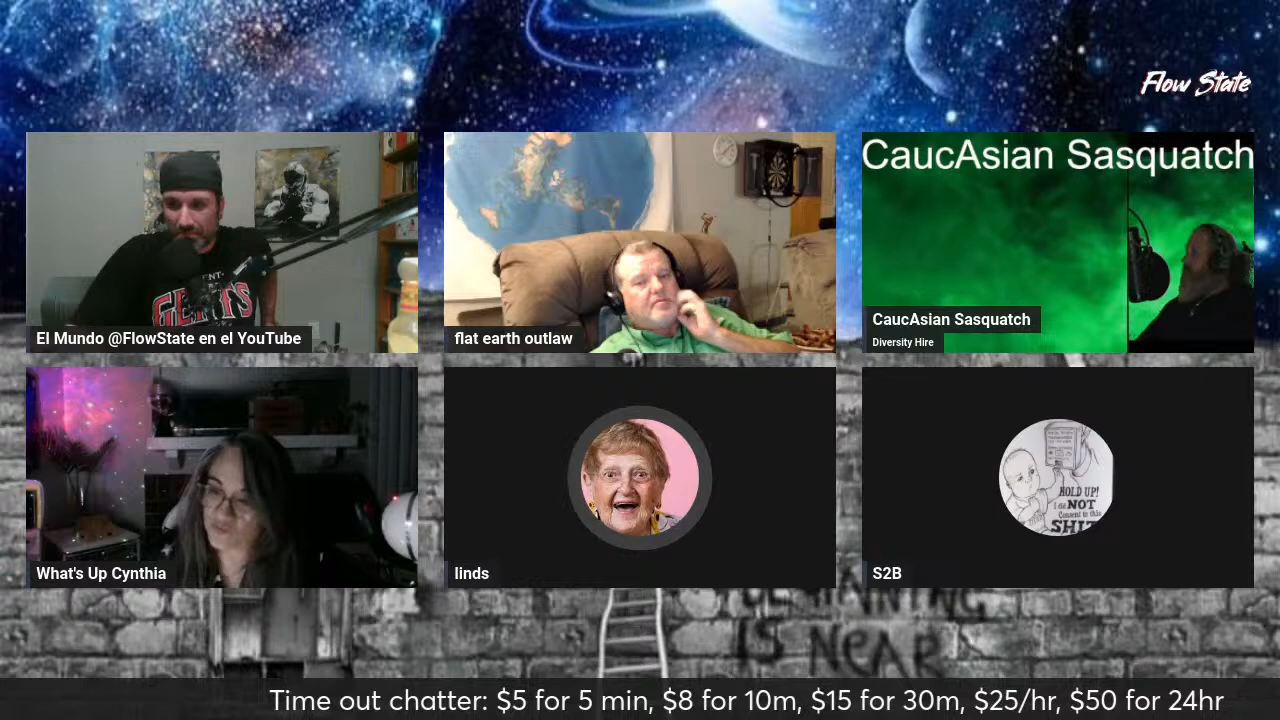 Flow State
CaucAsian Sasquatch
El Mundo @FlowState en el YouTube
flat earth outlaw
CaucAsian Sasquatch
Diversity Hire
HOLD UP!
I did NOT
Consent to this
SHIT
What's Up Cynthia
linds
S2B
IS NEAR
Time out chatter: $5 for 5 min, $8 for 10m, $15 for 30m, $25/hr, $50 for 24hr